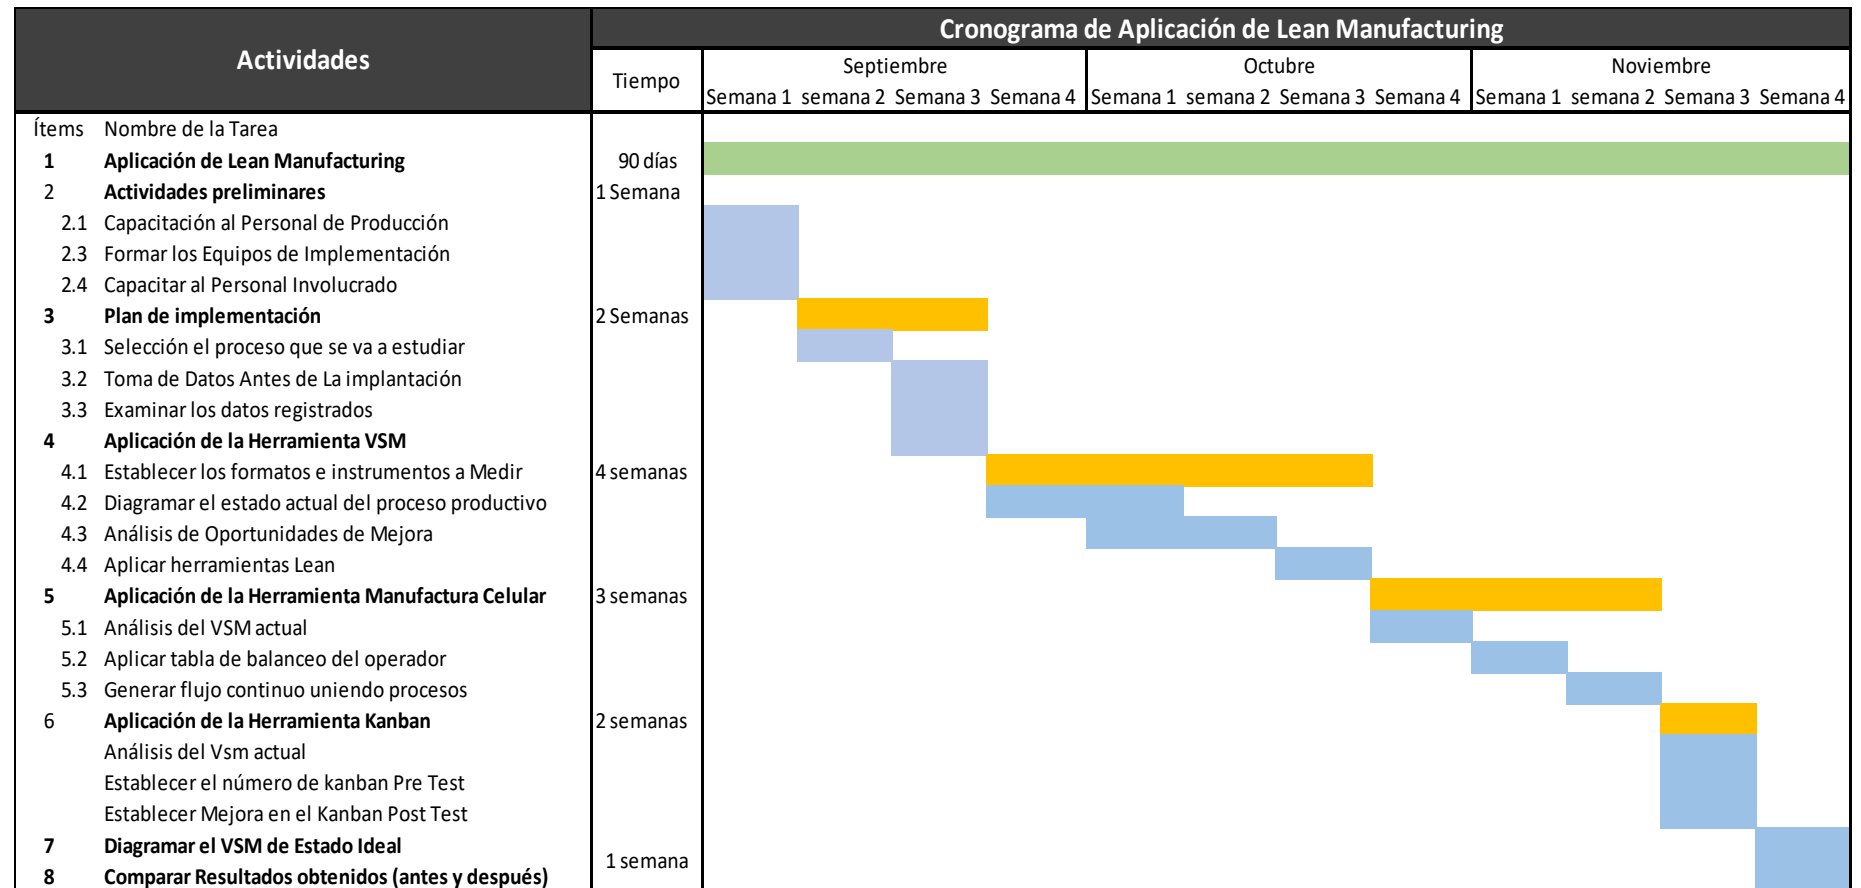 Cronograma de Aplicación de Lean Manufacturing
Actividades
Tiempo Septiembre Octubre Noviembre
Semana 1 semana 2 Semana 3 Semana 4 Semana 1 semana 2 Semana 3 Semana 4 Semana 1 semana 2 Semana 3 Semana 4
Ítems Nombre de la Tarea
1 Aplicación de Lean Manufacturing 90 días
2 Actividades preliminares 1 Semana
2.1 Capacitación al Personal de Producción
2.3 Formar los Equipos de Implementación
2.4 Capacitar al Personal Involucrado
3 Plan de implementación 2 Semanas
3.1 Selección el proceso que se va a estudiar
3.2 Toma de Datos Antes de La implantación
3.3 Examinar los datos registrados
4 Aplicación de la Herramienta VSM
4.1 Establecer los formatos e instrumentos a Medir 4 semanas
4.2 Diagramar el estado actual del proceso productivo
4.3 Análisis de Oportunidades de Mejora
4.4 Aplicar herramientas Lean
5 Aplicación de la Herramienta Manufactura Celular 3 semanas
5.1 Análisis del VSM actual
5.2 Aplicar tabla de balanceo del operador
5.3 Generar flujo continuo uniendo procesos
6 Aplicación de la Herramienta Kanban 2 semanas
Análisis del Vsm actual
Establecer el número de kanban Pre Test
Establecer Mejora en el Kanban Post Test
7 Diagramar el VSM de Estado Ideal
1 semana
8 Comparar Resultados obtenidos (antes y después)